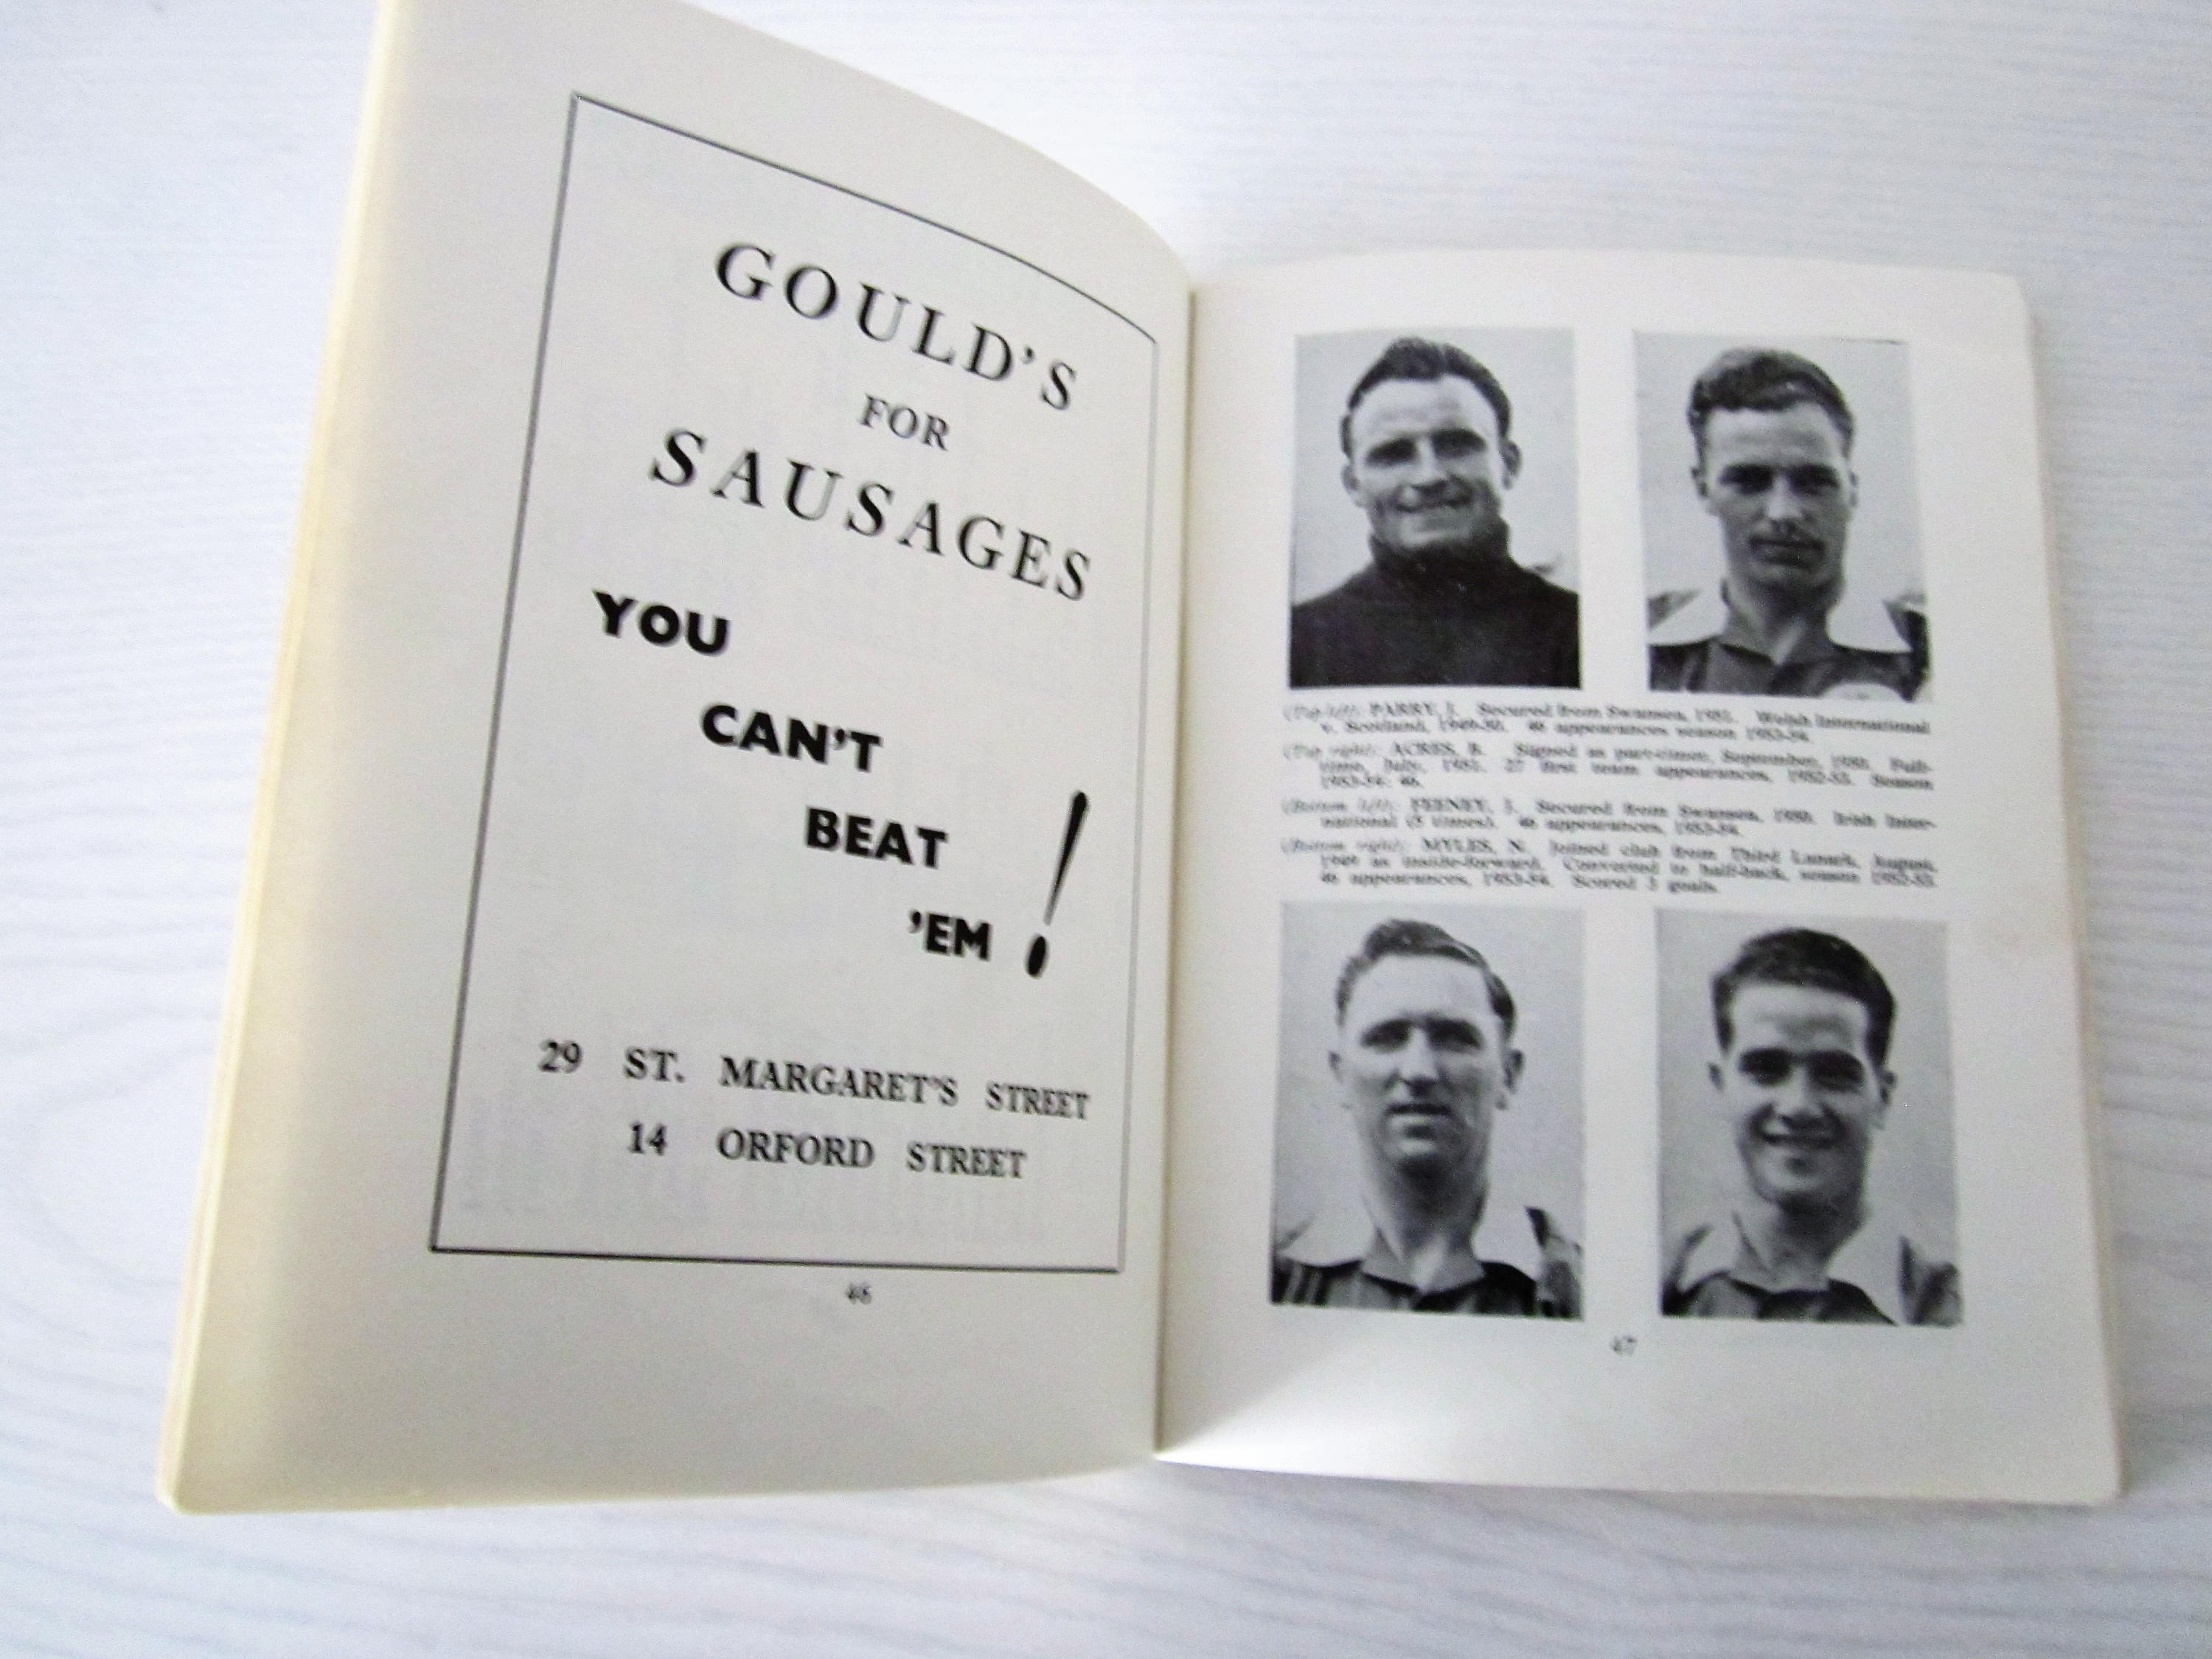 GOULD'S
FOR
SAUSAGES
YOU
CAN'T
BEAT
'EM !
29 ST. MARGARET'S STREET
14 ORFORD STREET
46
(Top left): PARRY, J. Secured from Swansea, 1951. Welsh International
v. Scotland, 1949-50. 46 appearances season 1953-54.
(Top right): ACRES, B. Signed as part-timer, September, 1950. Full-
time, July, 1951. 27 first team appearances, 1952-53. Season
1953-54: 46.
(Bottom left): FEENEY, J. Secured from Swansea, 1950. Irish Inter-
national (5 times). 46 appearances, 1953-54.
(Bottom right): MYLES, N. Joined club from Third Lanark, August,
1949 as inside-forward. Converted to half-back, season 1952-53.
46 appearances, 1953-54. Scored 3 goals.
47